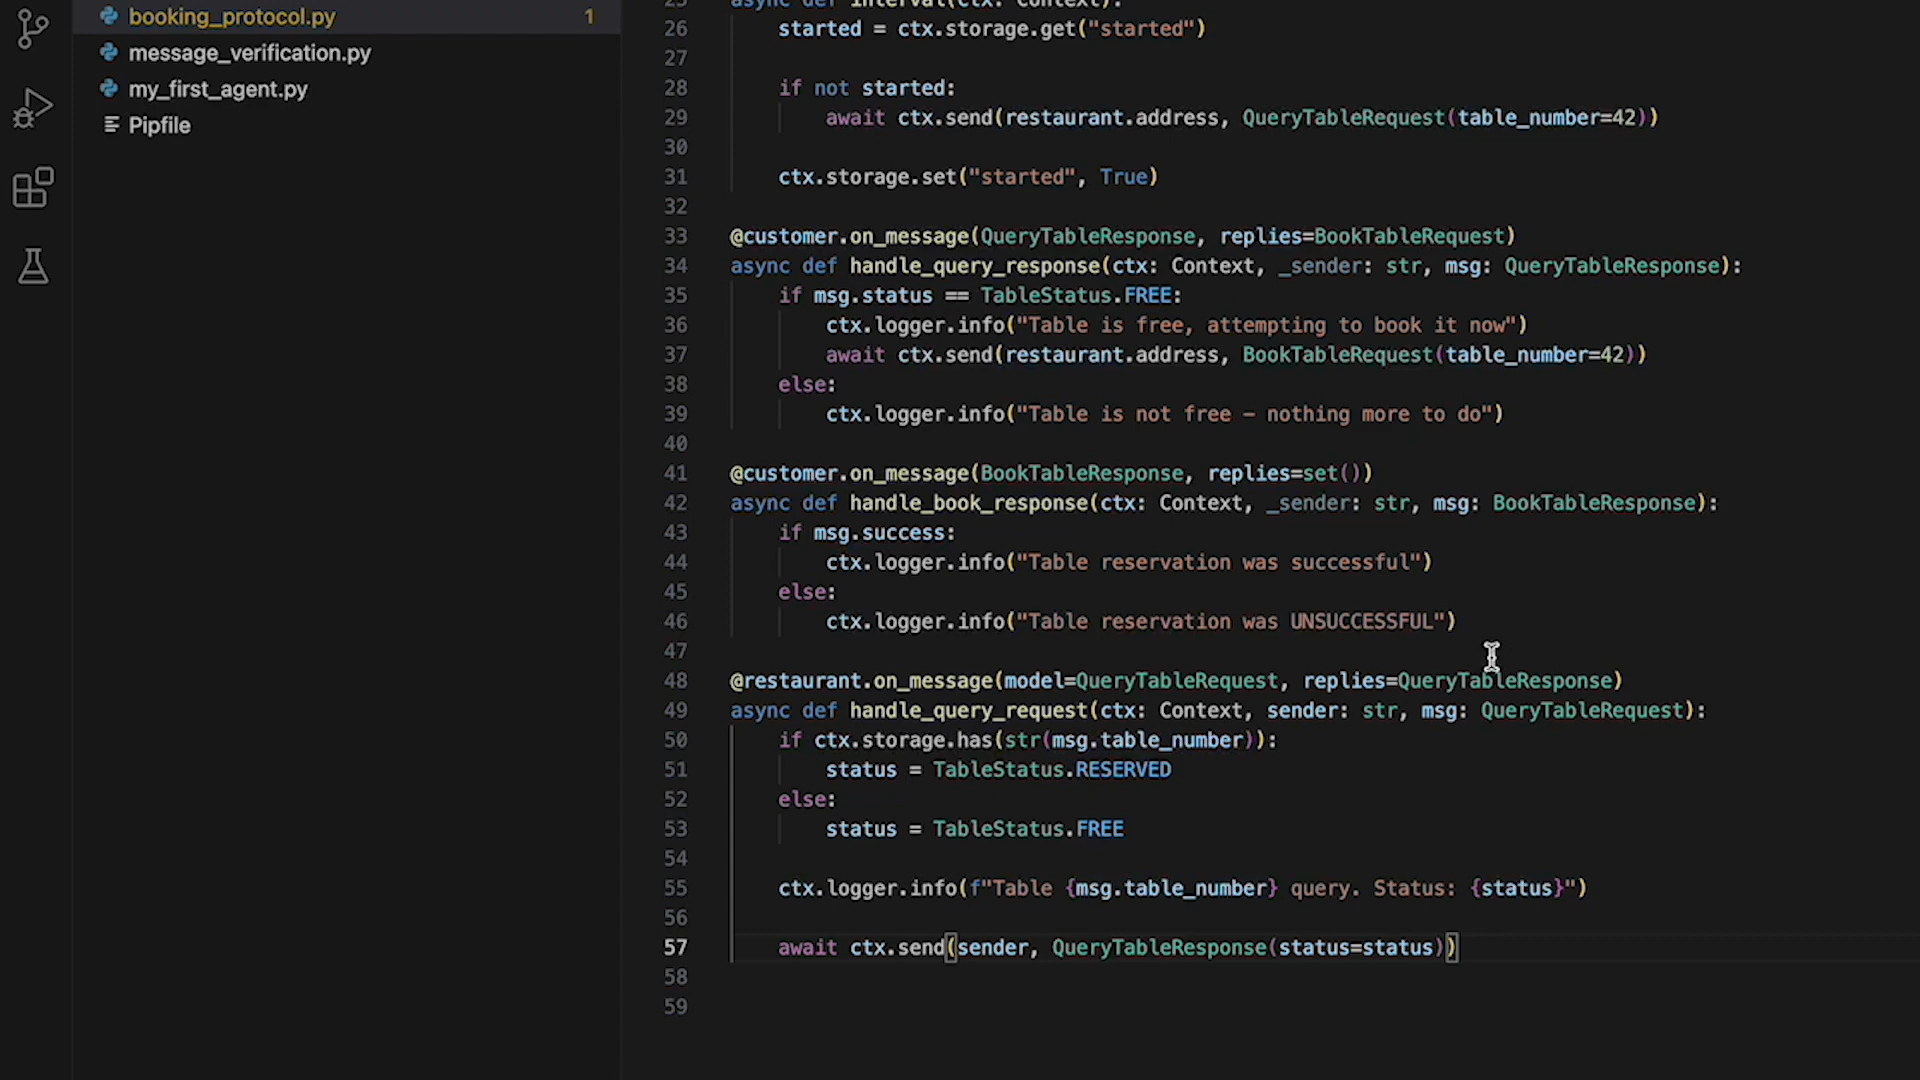 booking_protocol.py 1
message_verification.py
my_first_agent.py
Pipfile
25 async def interval(ctx: Context):
26 started = ctx.storage.get("started")
27
28 if not started:
29 await ctx.send(restaurant.address, QueryTableRequest(table_number=42))
30
31 ctx.storage.set("started", True)
32
33 @customer.on_message(QueryTableResponse, replies=BookTableRequest)
34 async def handle_query_response(ctx: Context, _sender: str, msg: QueryTableResponse):
35 if msg.status == TableStatus.FREE:
36 ctx.logger.info("Table is free, attempting to book it now")
37 await ctx.send(restaurant.address, BookTableRequest(table_number=42))
38 else:
39 ctx.logger.info("Table is not free – nothing more to do")
40
41 @customer.on_message(BookTableResponse, replies=set())
42 async def handle_book_response(ctx: Context, _sender: str, msg: BookTableResponse):
43 if msg.success:
44 ctx.logger.info("Table reservation was successful")
45 else:
46 ctx.logger.info("Table reservation was UNSUCCESSFUL")
47
48 @restaurant.on_message(model=QueryTableRequest, replies=QueryTableResponse)
49 async def handle_query_request(ctx: Context, sender: str, msg: QueryTableRequest):
50 if ctx.storage.has(str(msg.table_number)):
51 status = TableStatus.RESERVED
52 else:
53 status = TableStatus.FREE
54
55 ctx.logger.info(f"Table {msg.table_number} query. Status: {status}")
56
57 await ctx.send(sender, QueryTableResponse(status=status))
58
59